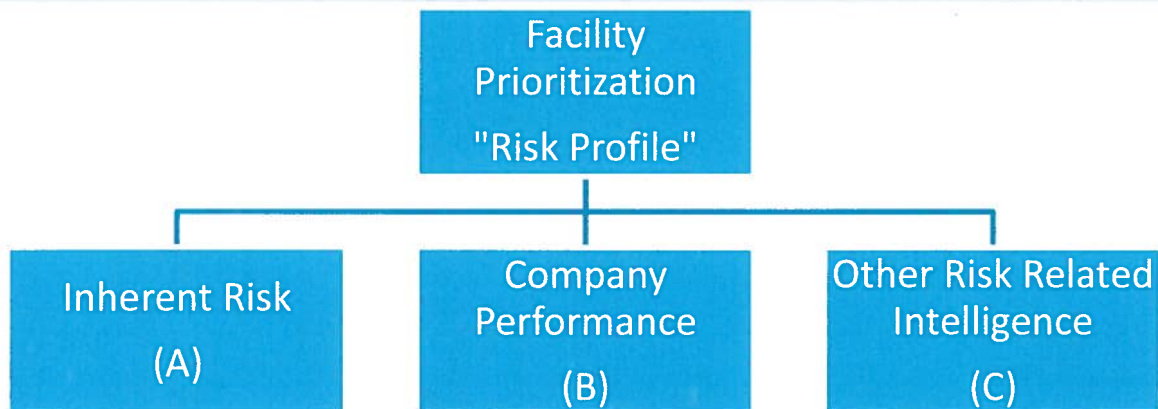 Facility
Prioritization
"Risk Profile"
Inherent Risk
(A)
Company
Performance
(B)
Other Risk Related
Intelligence
(C)